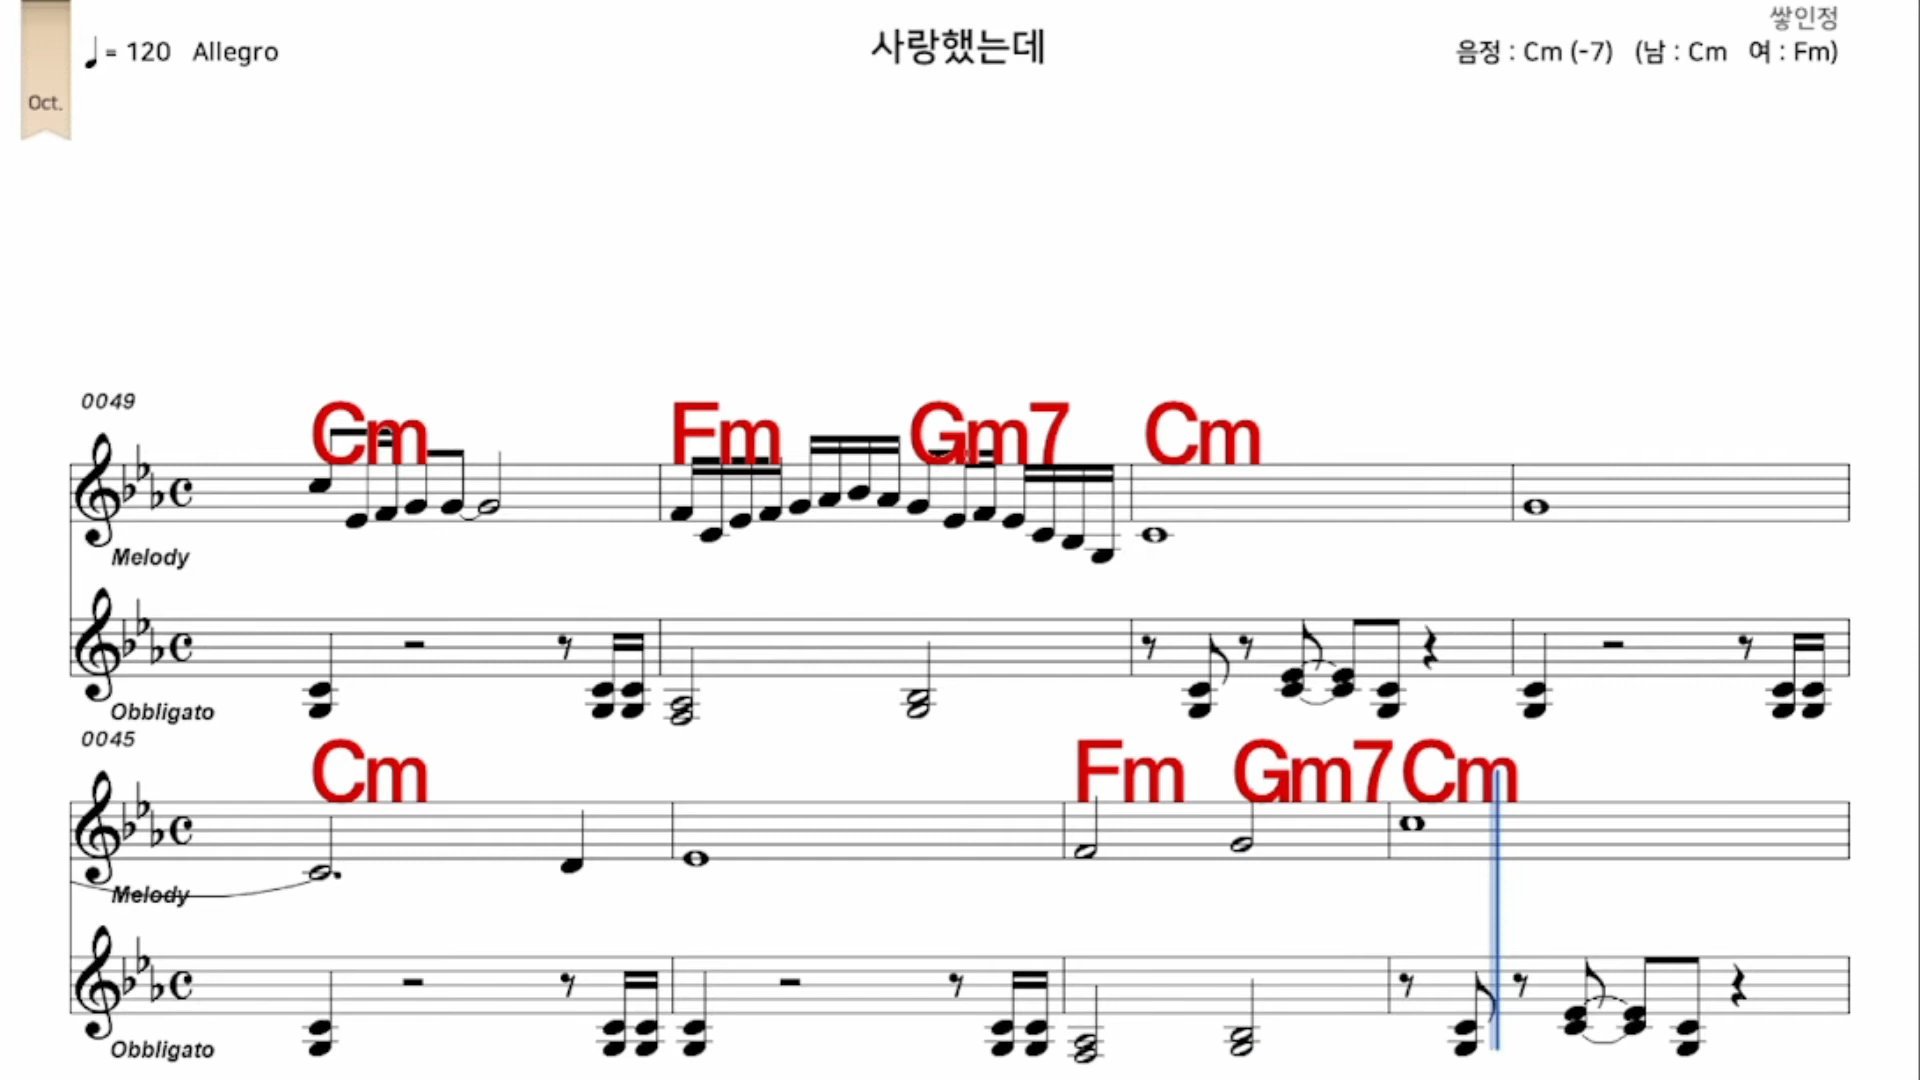 쌓인정
♩ = 120 Allegro
사랑했는데
음정 : Cm (-7) (남 : Cm 여 : Fm)
Oct.
0049
Cm Fm Gm7 Cm
Melody
Obbligato
0045
Cm Fm Gm7 Cm
Melody
Obbligato